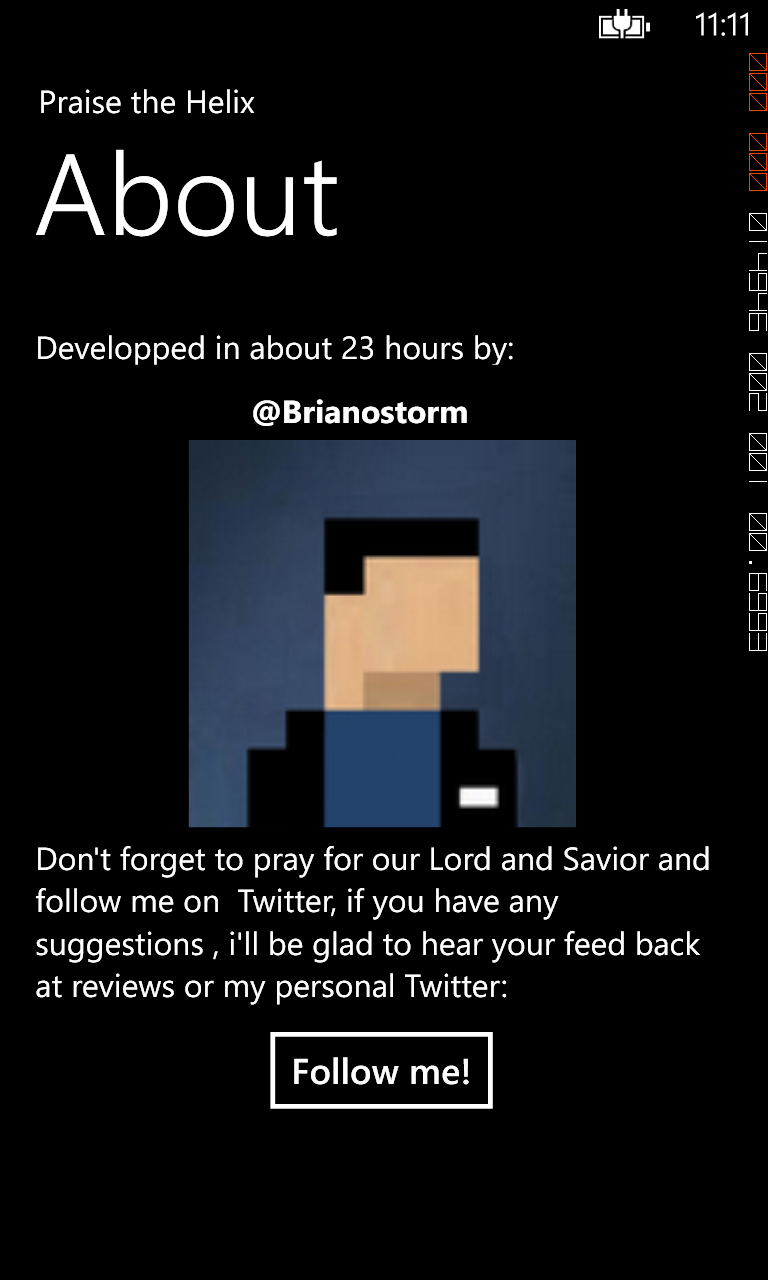 11:11
Praise the Helix
About
Developped in about 23 hours by:
@Brianostorm
Don't forget to pray for our Lord and Savior and
follow me on  Twitter, if you have any
suggestions , i'll be glad to hear your feed back
at reviews or my personal Twitter:
Follow me!